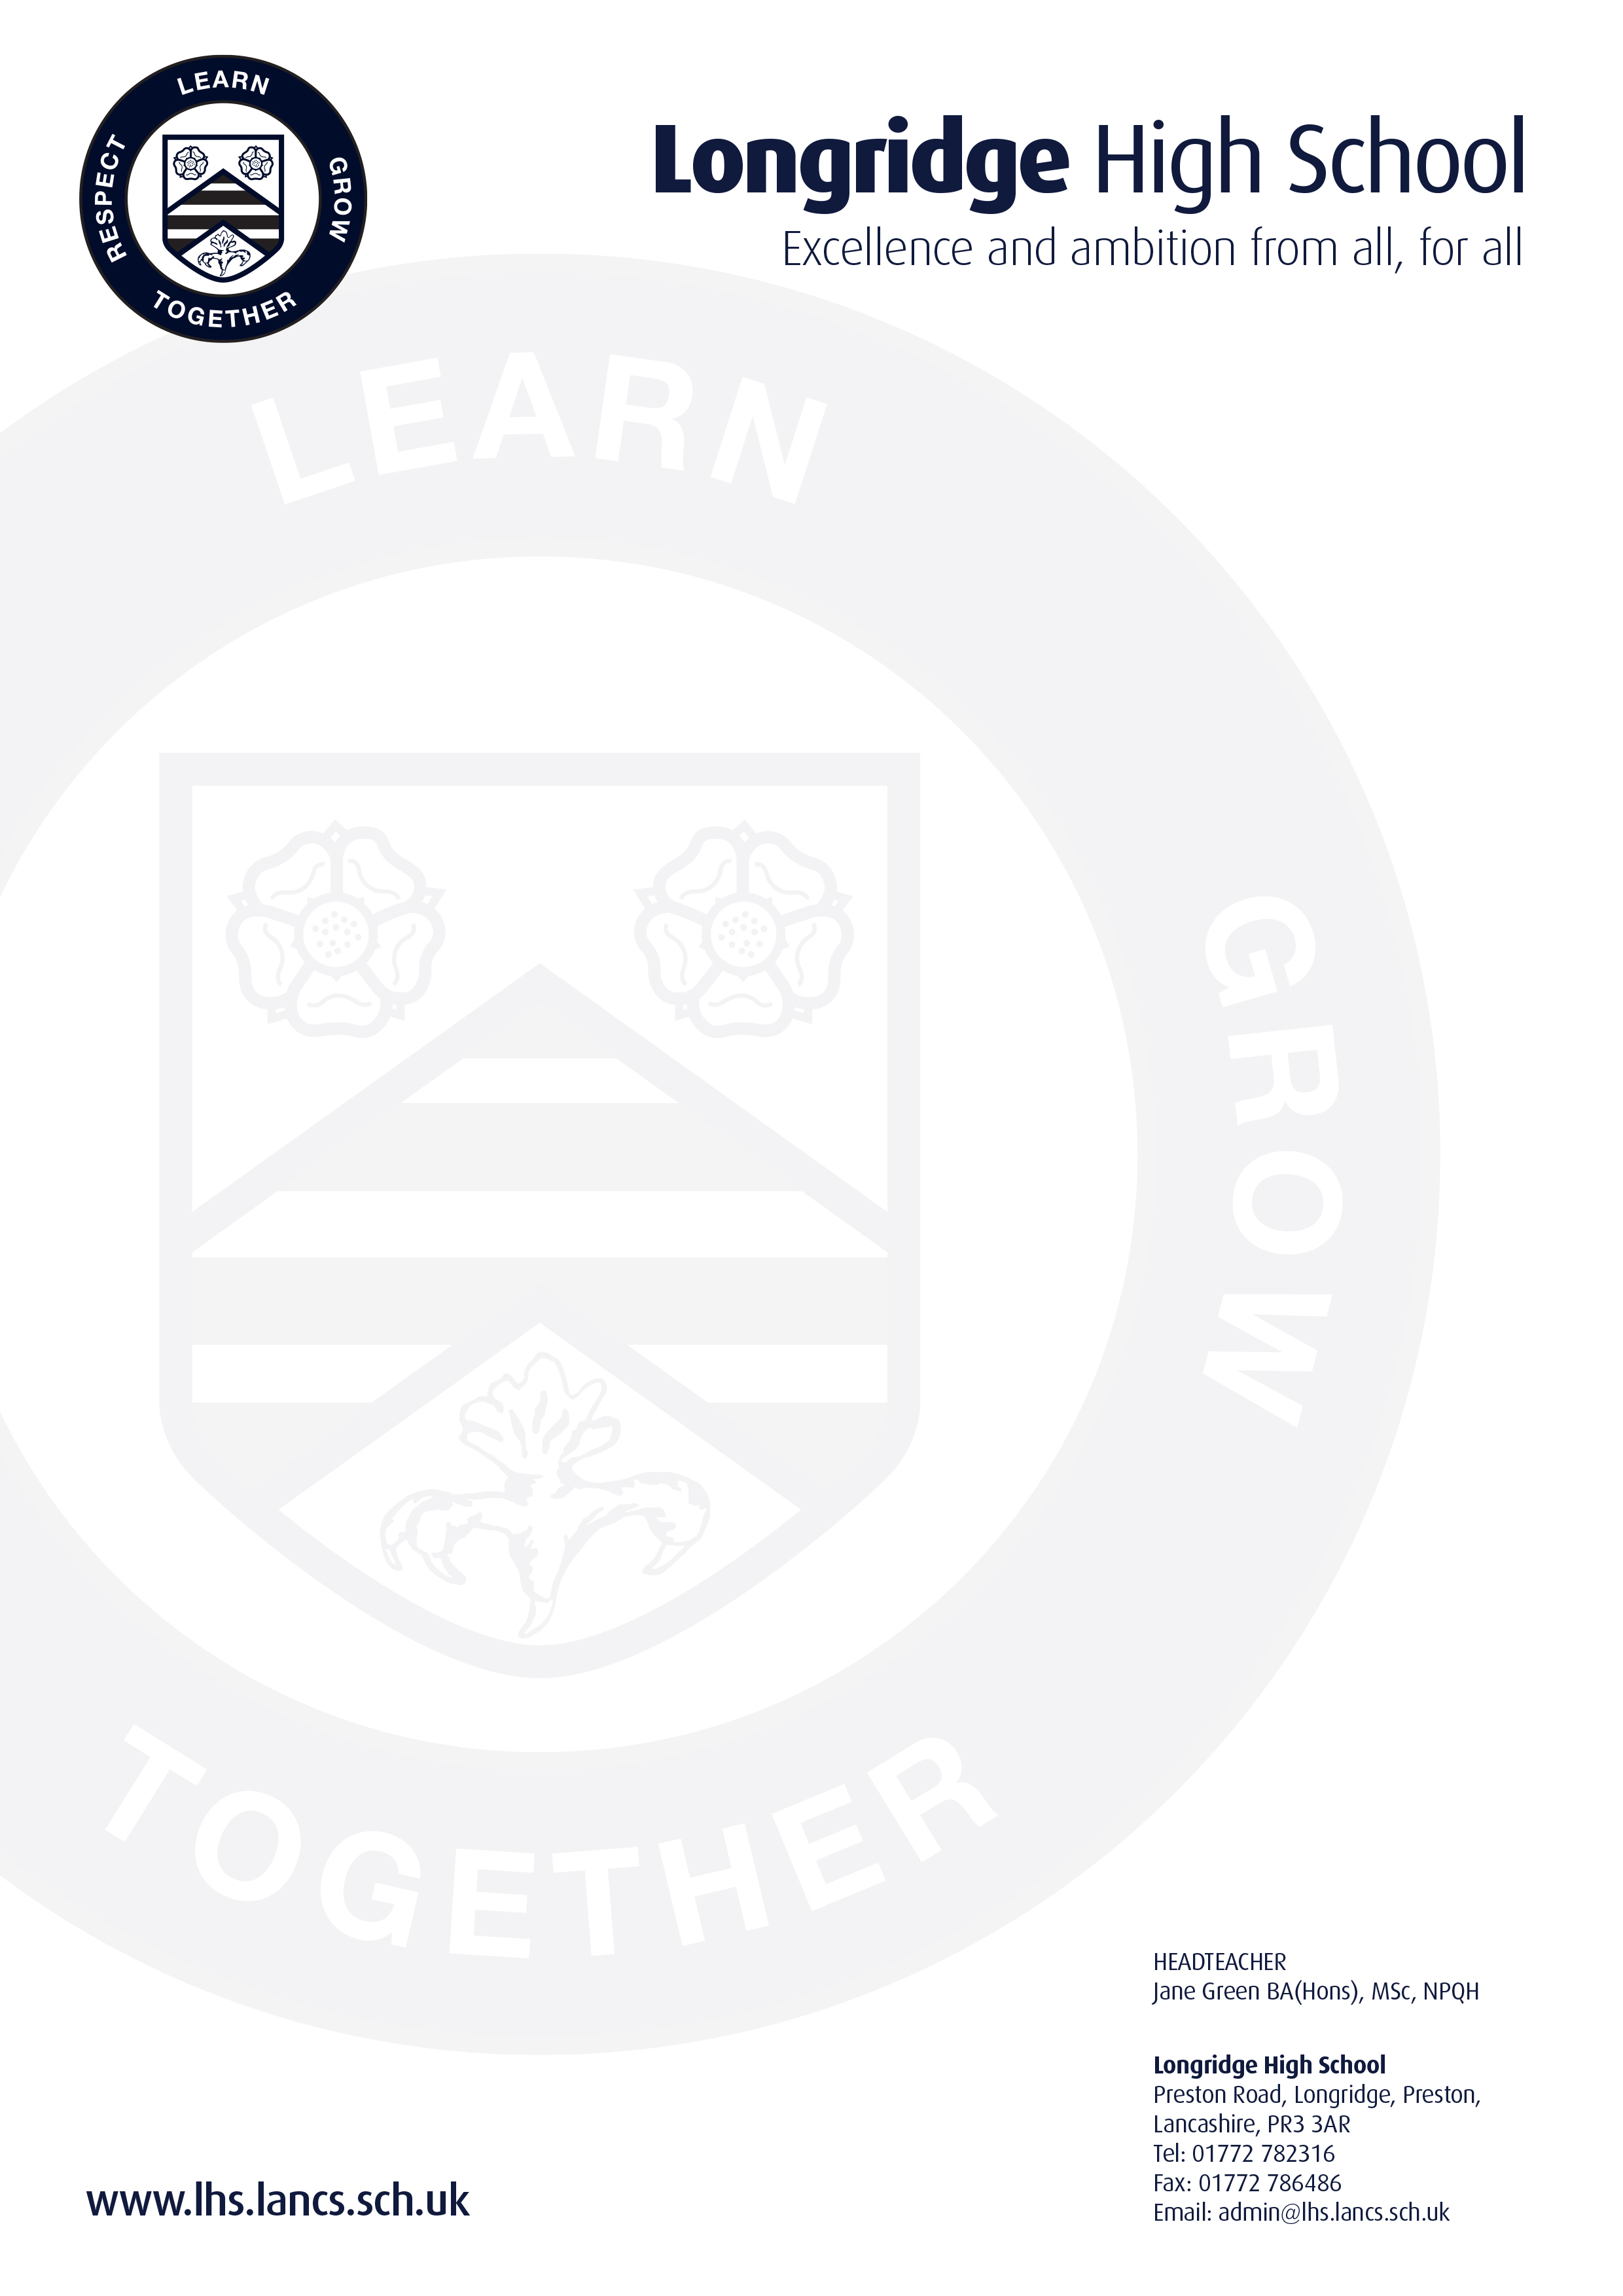 LEARN
RESPECT
GROW
TOGETHER
Longridge High School
Excellence and ambition from all, for all
LEARN
GROW
TOGETHER
HEADTEACHER
Jane Green BA(Hons), MSc, NPQH
Longridge High School
Preston Road, Longridge, Preston,
Lancashire, PR3 3AR
Tel: 01772 782316
Fax: 01772 786486
Email: admin@lhs.lancs.sch.uk
www.lhs.lancs.sch.uk